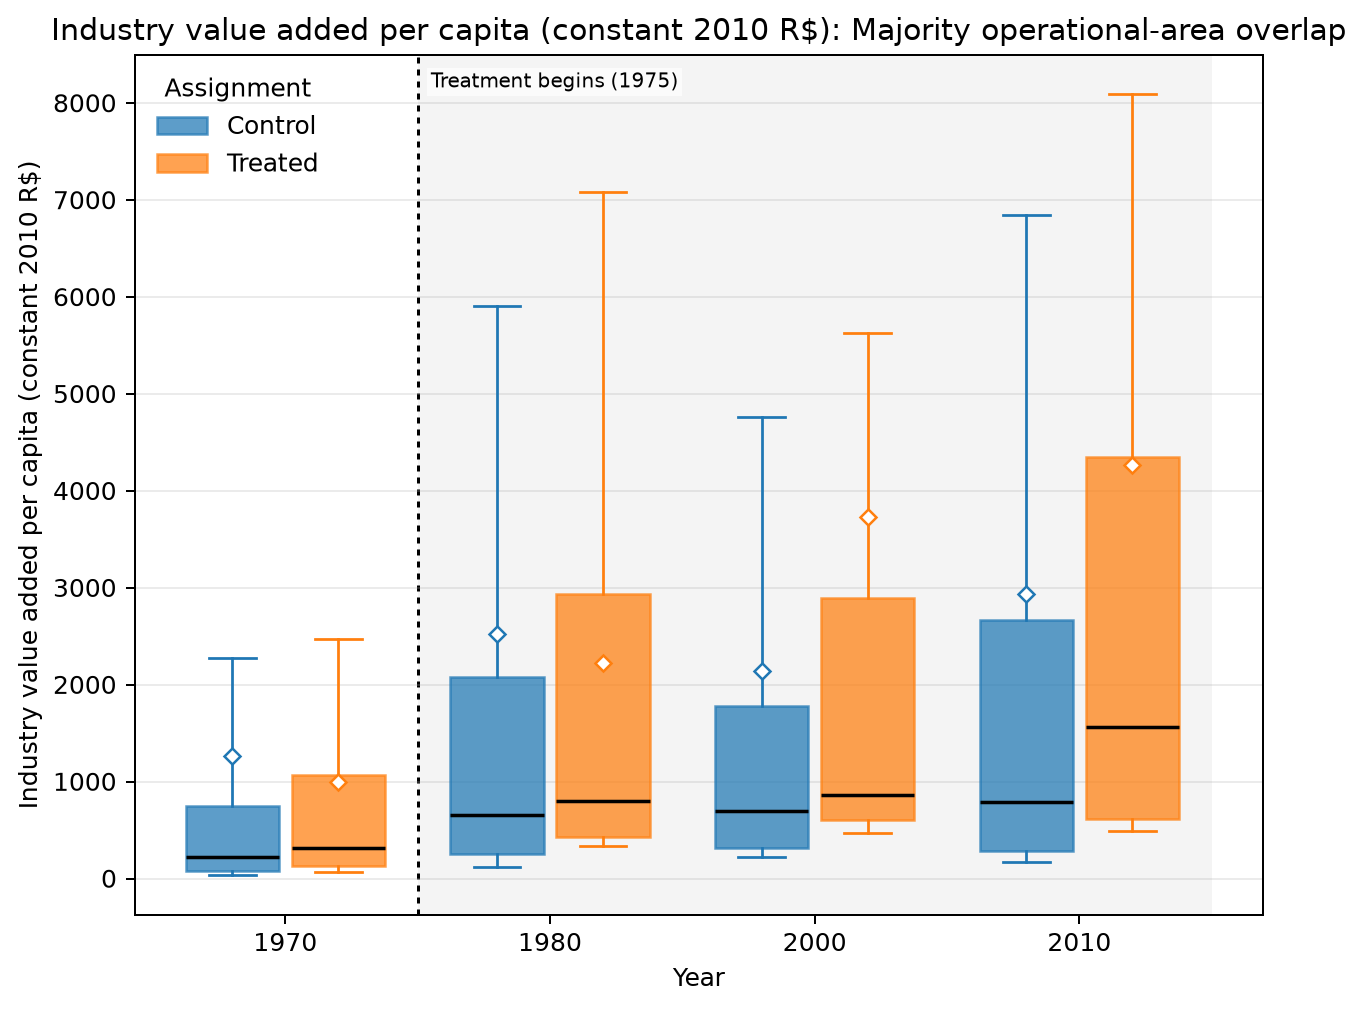 Industry value added per capita (constant 2010 R$): Majority operational-area overlap
Treatment begins (1975)
Assignment
Control
Treated
Industry value added per capita (constant 2010 R$)
8000
7000
6000
5000
4000
3000
2000
1000
0
1970
1980
2000
2010
Year